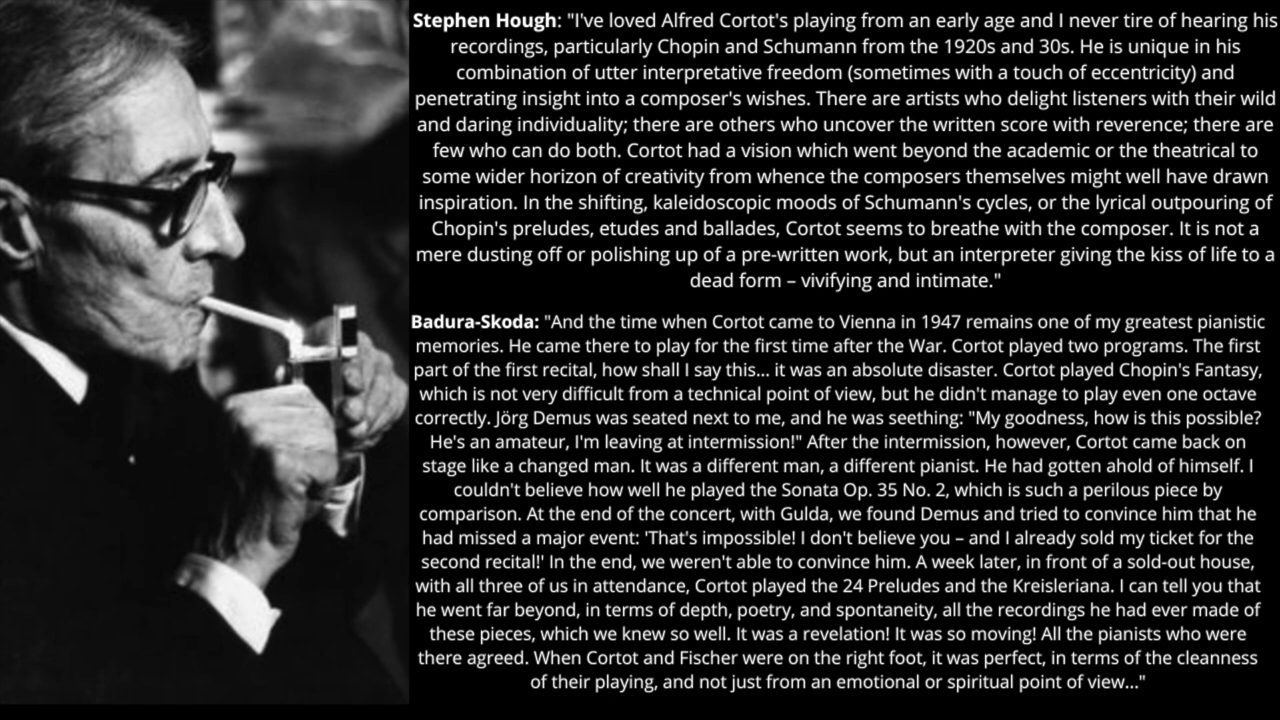 Stephen Hough: "I've loved Alfred Cortot's playing from an early age and I never tire of hearing his
recordings, particularly Chopin and Schumann from the 1920s and 30s. He is unique in his
combination of utter interpretative freedom (sometimes with a touch of eccentricity) and
penetrating insight into a composer's wishes. There are artists who delight listeners with their wild
and daring individuality; there are others who uncover the written score with reverence; there are
few who can do both. Cortot had a vision which went beyond the academic or the theatrical to
some wider horizon of creativity from whence the composers themselves might well have drawn
inspiration. In the shifting, kaleidoscopic moods of Schumann's cycles, or the lyrical outpouring of
Chopin's preludes, etudes and ballades, Cortot seems to breathe with the composer. It is not a
mere dusting off or polishing up of a pre-written work, but an interpreter giving the kiss of life to a
dead form – vivifying and intimate."
Badura-Skoda: "And the time when Cortot came to Vienna in 1947 remains one of my greatest pianistic
memories. He came there to play for the first time after the War. Cortot played two programs. The first
part of the first recital, how shall I say this... it was an absolute disaster. Cortot played Chopin's Fantasy,
which is not very difficult from a technical point of view, but he didn't manage to play even one octave
correctly. Jörg Demus was seated next to me, and he was seething: "My goodness, how is this possible?
He's an amateur, I'm leaving at intermission!" After the intermission, however, Cortot came back on
stage like a changed man. It was a different man, a different pianist. He had gotten ahold of himself. I
couldn't believe how well he played the Sonata Op. 35 No. 2, which is such a perilous piece by
comparison. At the end of the concert, with Gulda, we found Demus and tried to convince him that he
had missed a major event: 'That's impossible! I don't believe you – and I already sold my ticket for the
second recital!' In the end, we weren't able to convince him. A week later, in front of a sold-out house,
with all three of us in attendance, Cortot played the 24 Preludes and the Kreisleriana. I can tell you that
he went far beyond, in terms of depth, poetry, and spontaneity, all the recordings he had ever made of
these pieces, which we knew so well. It was a revelation! It was so moving! All the pianists who were
there agreed. When Cortot and Fischer were on the right foot, it was perfect, in terms of the cleanness
of their playing, and not just from an emotional or spiritual point of view..."